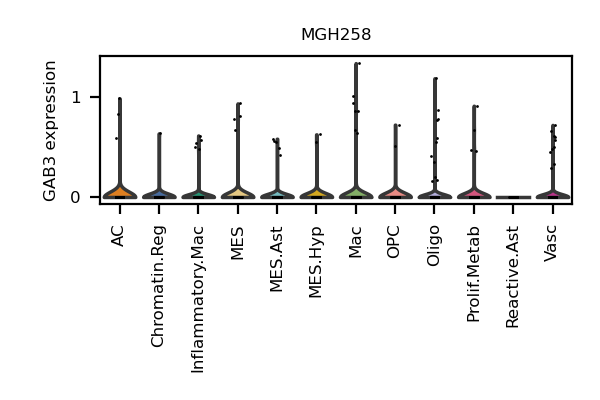 MGH258
GAB3 expression
1
0
AC
Chromatin.Reg
Inflammatory.Mac
MES
MES.Ast
MES.Hyp
Mac
OPC
Oligo
Prolif.Metab
Reactive.Ast
Vasc